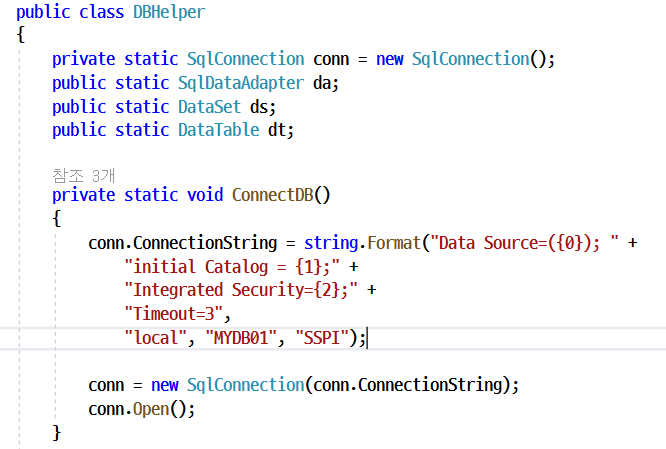 public class DBHelper
{
private static SqlConnection conn = new SqlConnection();
public static SqlDataAdapter da;
public static DataSet ds;
public static DataTable dt;
참조 3개
private static void ConnectDB()
{
conn.ConnectionString = string.Format("Data Source=({0}); " +
"initial Catalog = {1};" +
"Integrated Security={2};" +
"Timeout=3",
"local", "MYDB01", "SSPI");
conn = new SqlConnection(conn.ConnectionString);
conn.Open();
}